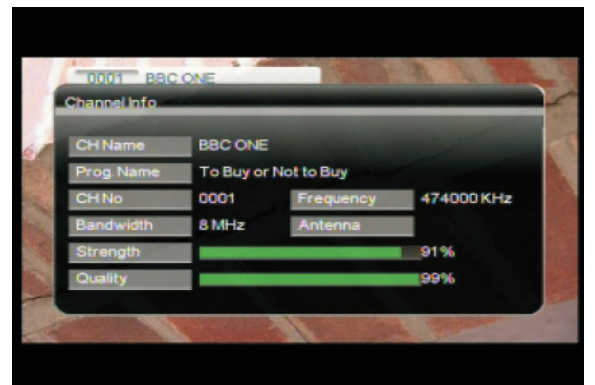 0001 BBC ONE
Channel Info
CH Name BBC ONE
Prog. Name To Buy or Not to Buy
CH No 0001 Frequency 474000 KHz
Bandwidth 8 MHz Antenna
Strength 91%
Quality 99%